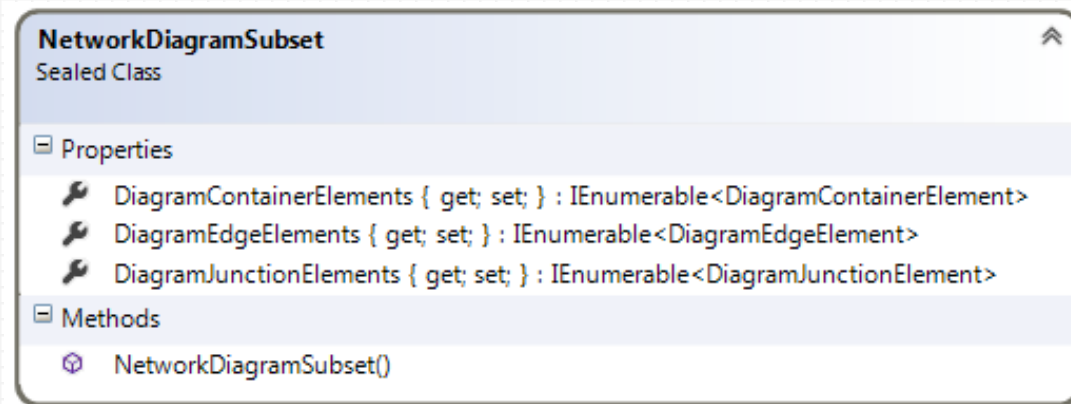 NetworkDiagramSubset
Sealed Class
Properties
DiagramContainerElements { get; set; } : IEnumerable<DiagramContainerElement>
DiagramEdgeElements { get; set; } : IEnumerable<DiagramEdgeElement>
DiagramJunctionElements { get; set; } : IEnumerable<DiagramJunctionElement>
Methods
NetworkDiagramSubset()